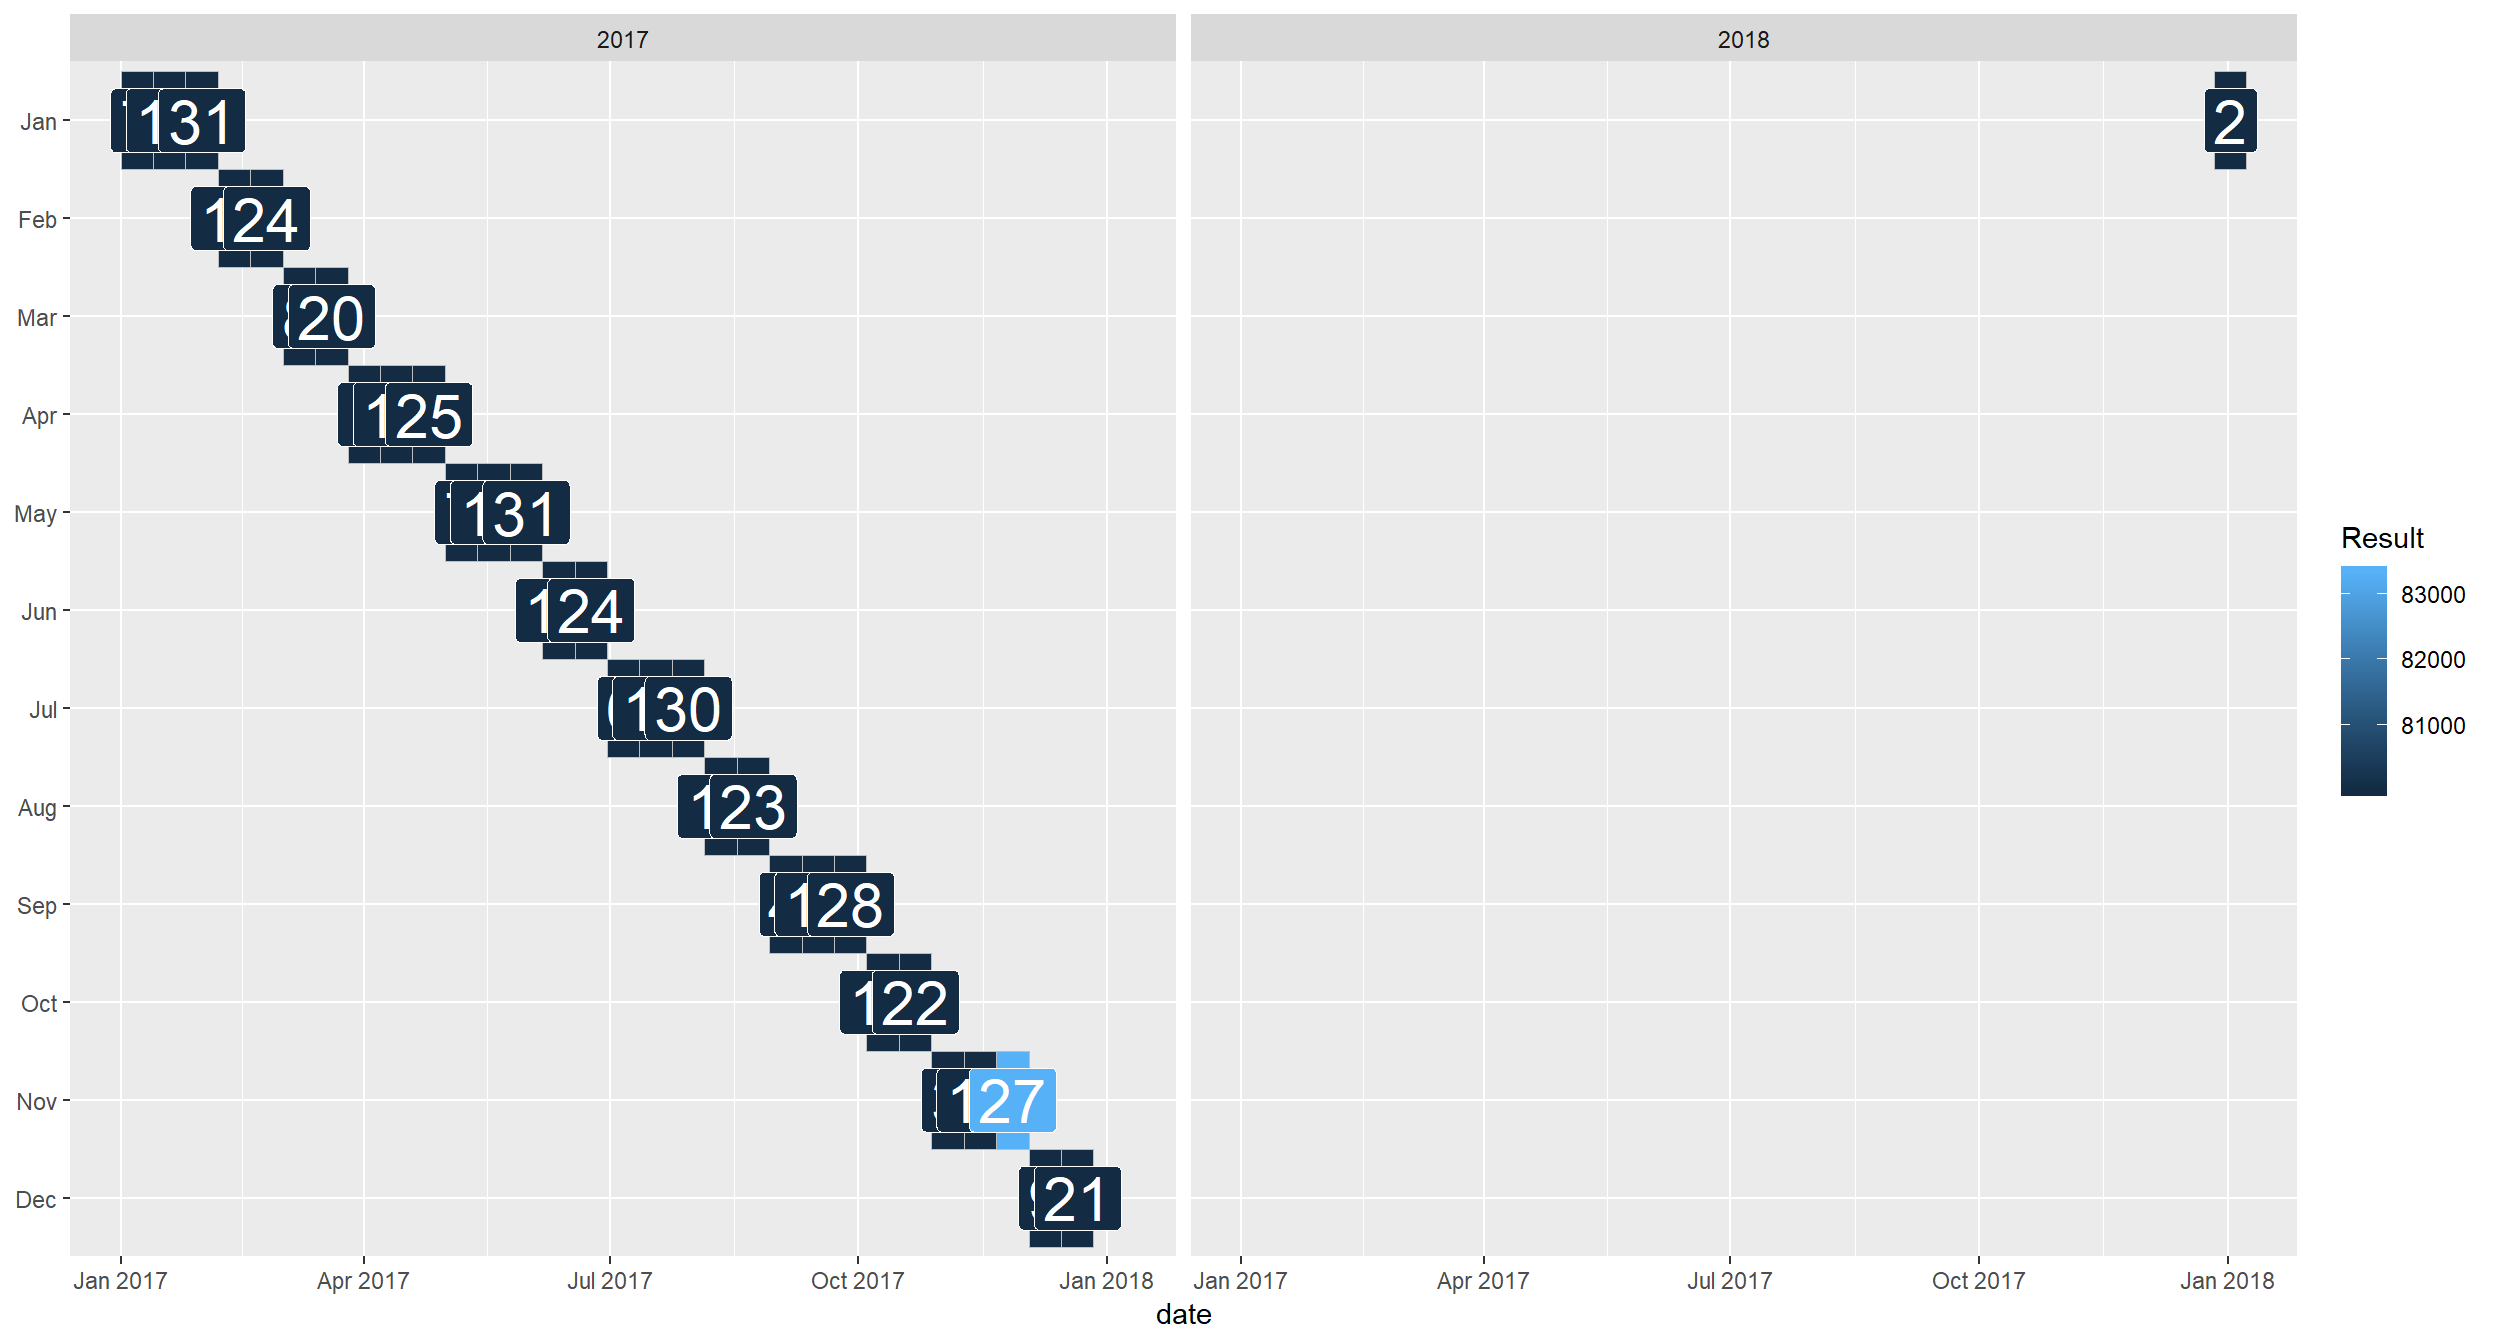 2017 2018
Jan 131 2
Feb 124
Mar 20
Apr 125
May 131
Jun 124
Jul 130
Aug 123
Sep 128
Oct 122
Nov 127
Dec 21
Jan 2017 Apr 2017 Jul 2017 Oct 2017 Jan 2018 Jan 2017 Apr 2017 Jul 2017 Oct 2017 Jan 2018
date
Result
83000
82000
81000